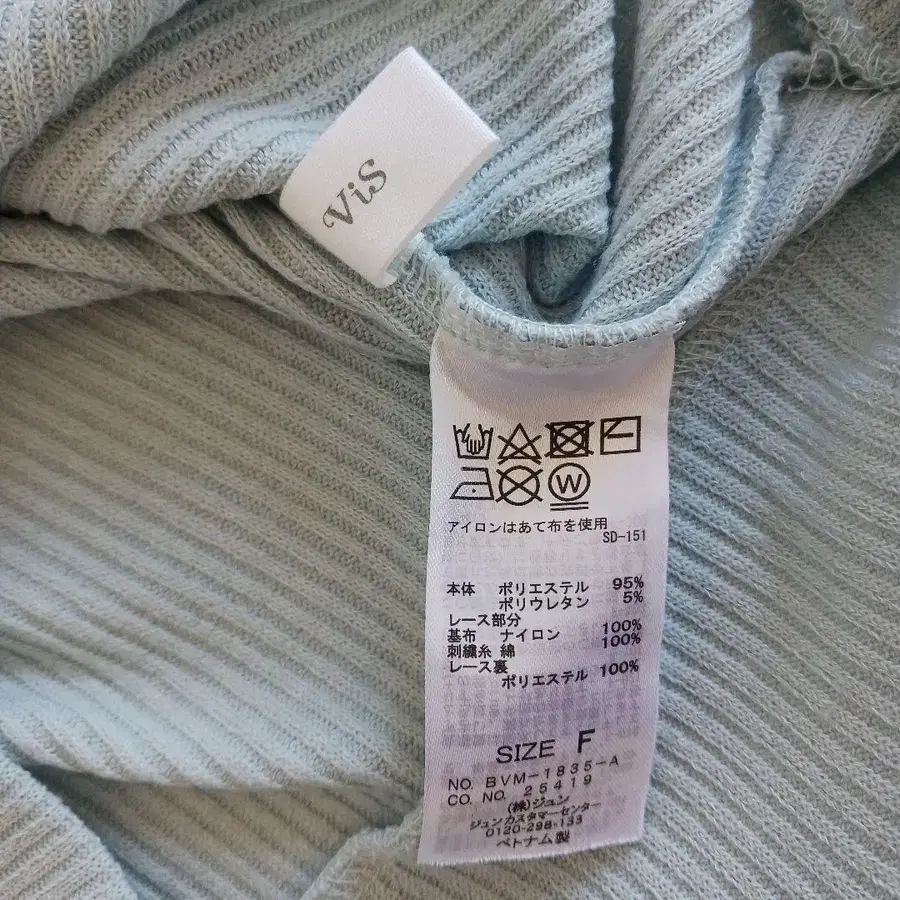 ViS
W
アイロンはあて布を使用
SD-151
本体 ポリエステル 95%
ポリウレタン 5%
レース部分
基布 ナイロン 100%
刺繍糸 綿 100%
レース裏
ポリエステル 100%
SIZE F
NO. BVM-1835-A
CO. NO. 25419
(株)ジュン
ジュンカスタマーセンター
0120-298-133
ベトナム製